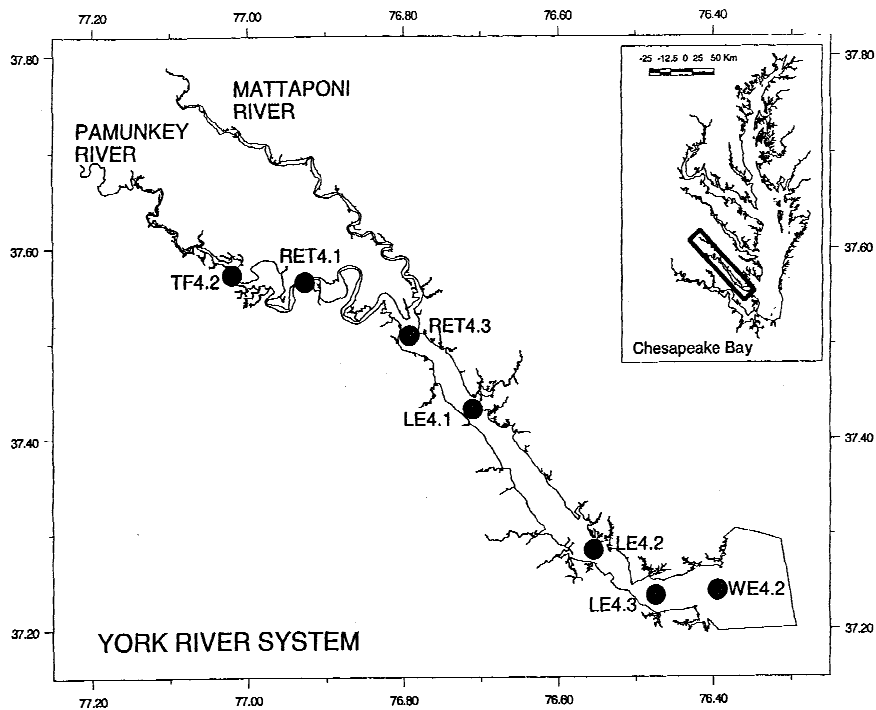 77.20 77.00 76.80 76.60 76.40
37.80 37.80
-25 -12.5 0 25 50 Km
MATTAPONI
RIVER
PAMUNKEY
RIVER
37.60 37.60
RET4.1
TF4.2
RET4.3
Chesapeake Bay
LE4.1
37.40 37.40
LE4.2
WE4.2
LE4.3
37.20 37.20
YORK RIVER SYSTEM
77.20 77.00 76.80 76.60 76.40